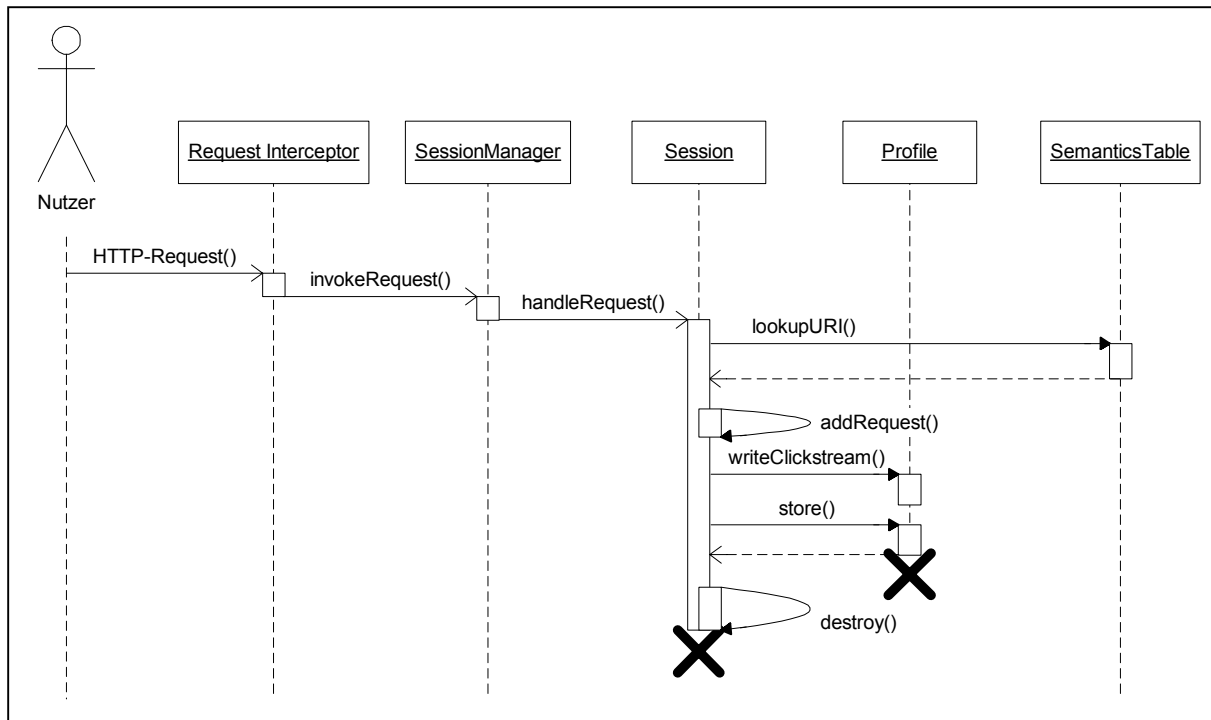 Nutzer
Request Interceptor
SessionManager
Session
Profile
SemanticsTable
HTTP-Request()
invokeRequest()
handleRequest()
lookupURI()
addRequest()
writeClickstream()
store()
destroy()